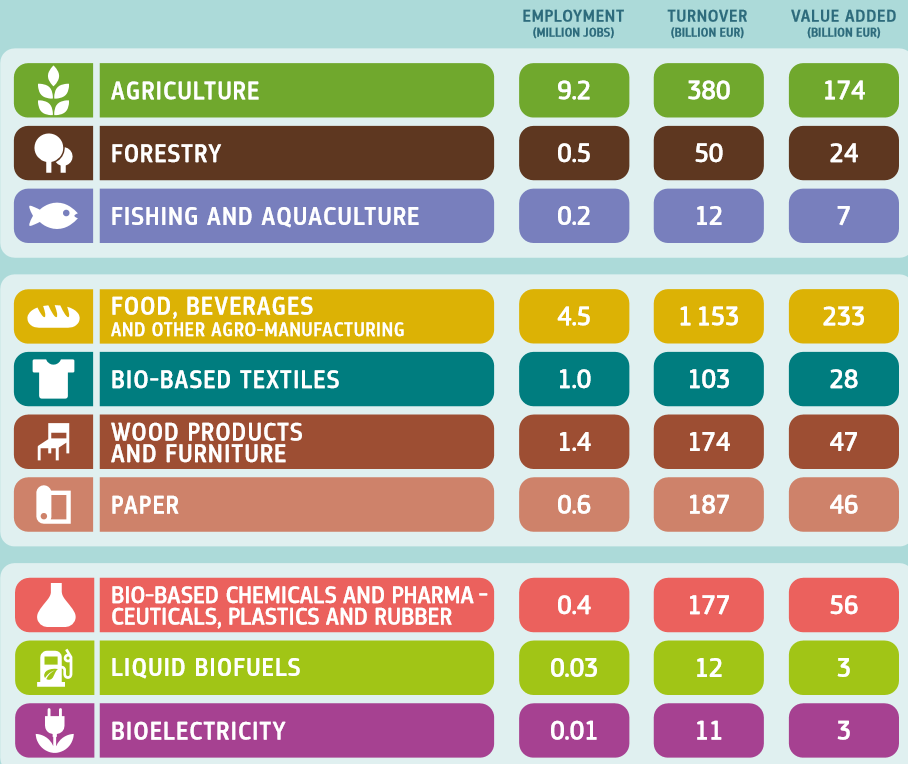 EMPLOYMENT TURNOVER VALUE ADDED
(MILLION JOBS) (BILLION EUR) (BILLION EUR)
AGRICULTURE 9.2 380 174
FORESTRY 0.5 50 24
FISHING AND AQUACULTURE 0.2 12 7
FOOD, BEVERAGES
AND OTHER AGRO-MANUFACTURING 4.5 1 153 233
BIO-BASED TEXTILES 1.0 103 28
WOOD PRODUCTS
AND FURNITURE 1.4 174 47
PAPER 0.6 187 46
BIO-BASED CHEMICALS AND PHARMA -
CEUTICALS, PLASTICS AND RUBBER 0.4 177 56
LIQUID BIOFUELS 0.03 12 3
BIOELECTRICITY 0.01 11 3